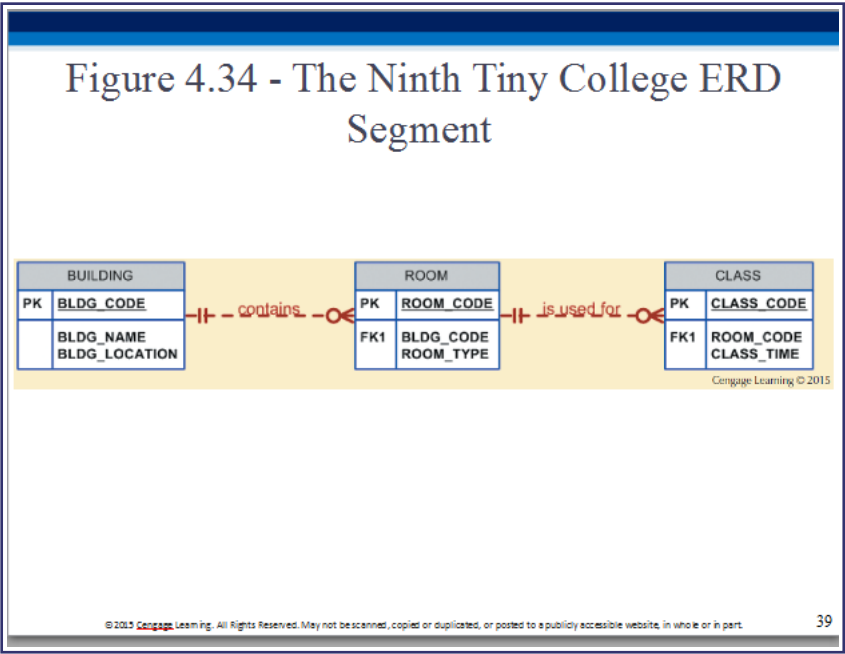 Figure 4.34 - The Ninth Tiny College ERD
Segment
BUILDING
PK BLDG_CODE
BLDG_NAME
BLDG_LOCATION
contains
ROOM
PK ROOM_CODE
FK1 BLDG_CODE
ROOM_TYPE
is used for
CLASS
PK CLASS_CODE
FK1 ROOM_CODE
CLASS_TIME
Cengage Learning © 2015
©2015 Cengage Learning. All Rights Reserved. May not be scanned, copied or duplicated, or posted to a publicly accessible website, in whole or in part.
39